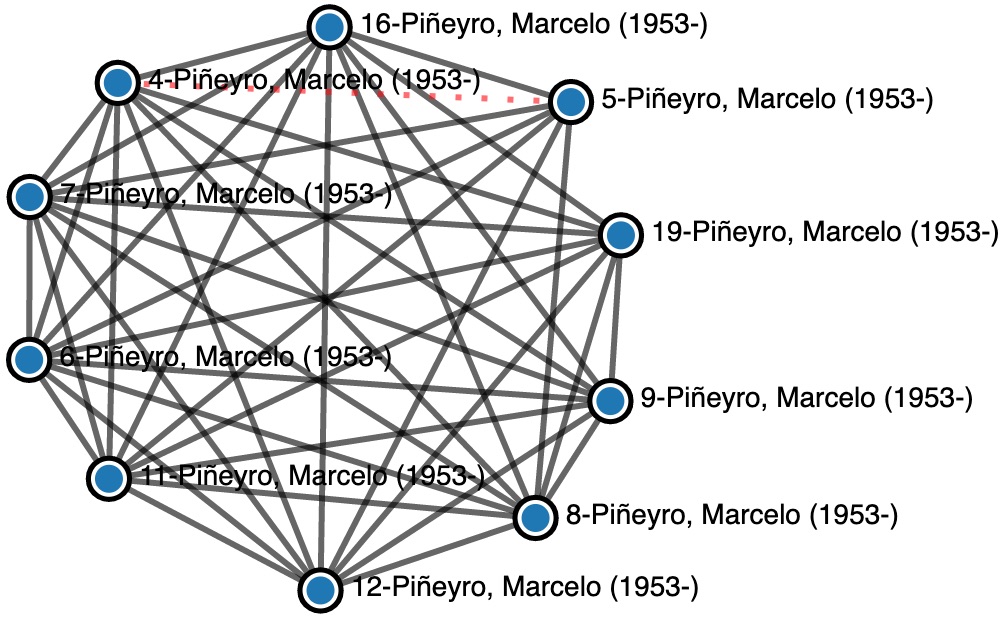 16-Piñeyro, Marcelo (1953-)
4-Piñeyro, Marcelo (1953-)
5-Piñeyro, Marcelo (1953-)
7-Piñeyro, Marcelo (1953-)
19-Piñeyro, Marcelo (1953-)
6-Piñeyro, Marcelo (1953-)
9-Piñeyro, Marcelo (1953-)
11-Piñeyro, Marcelo (1953-)
8-Piñeyro, Marcelo (1953-)
12-Piñeyro, Marcelo (1953-)